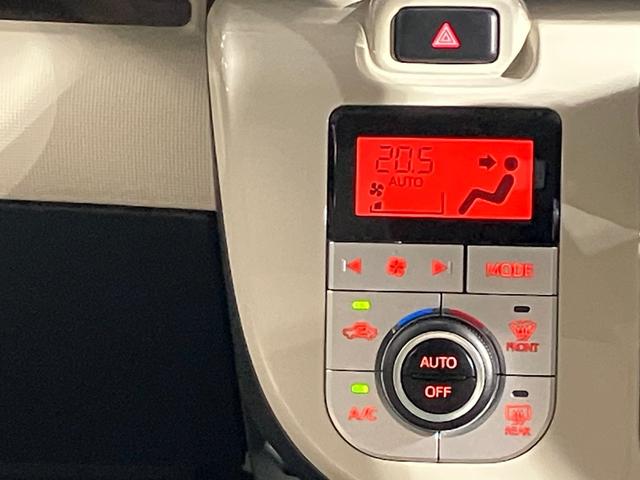 20.5
AUTO
MODE
FRONT
AUTO
OFF
A/C
REAR